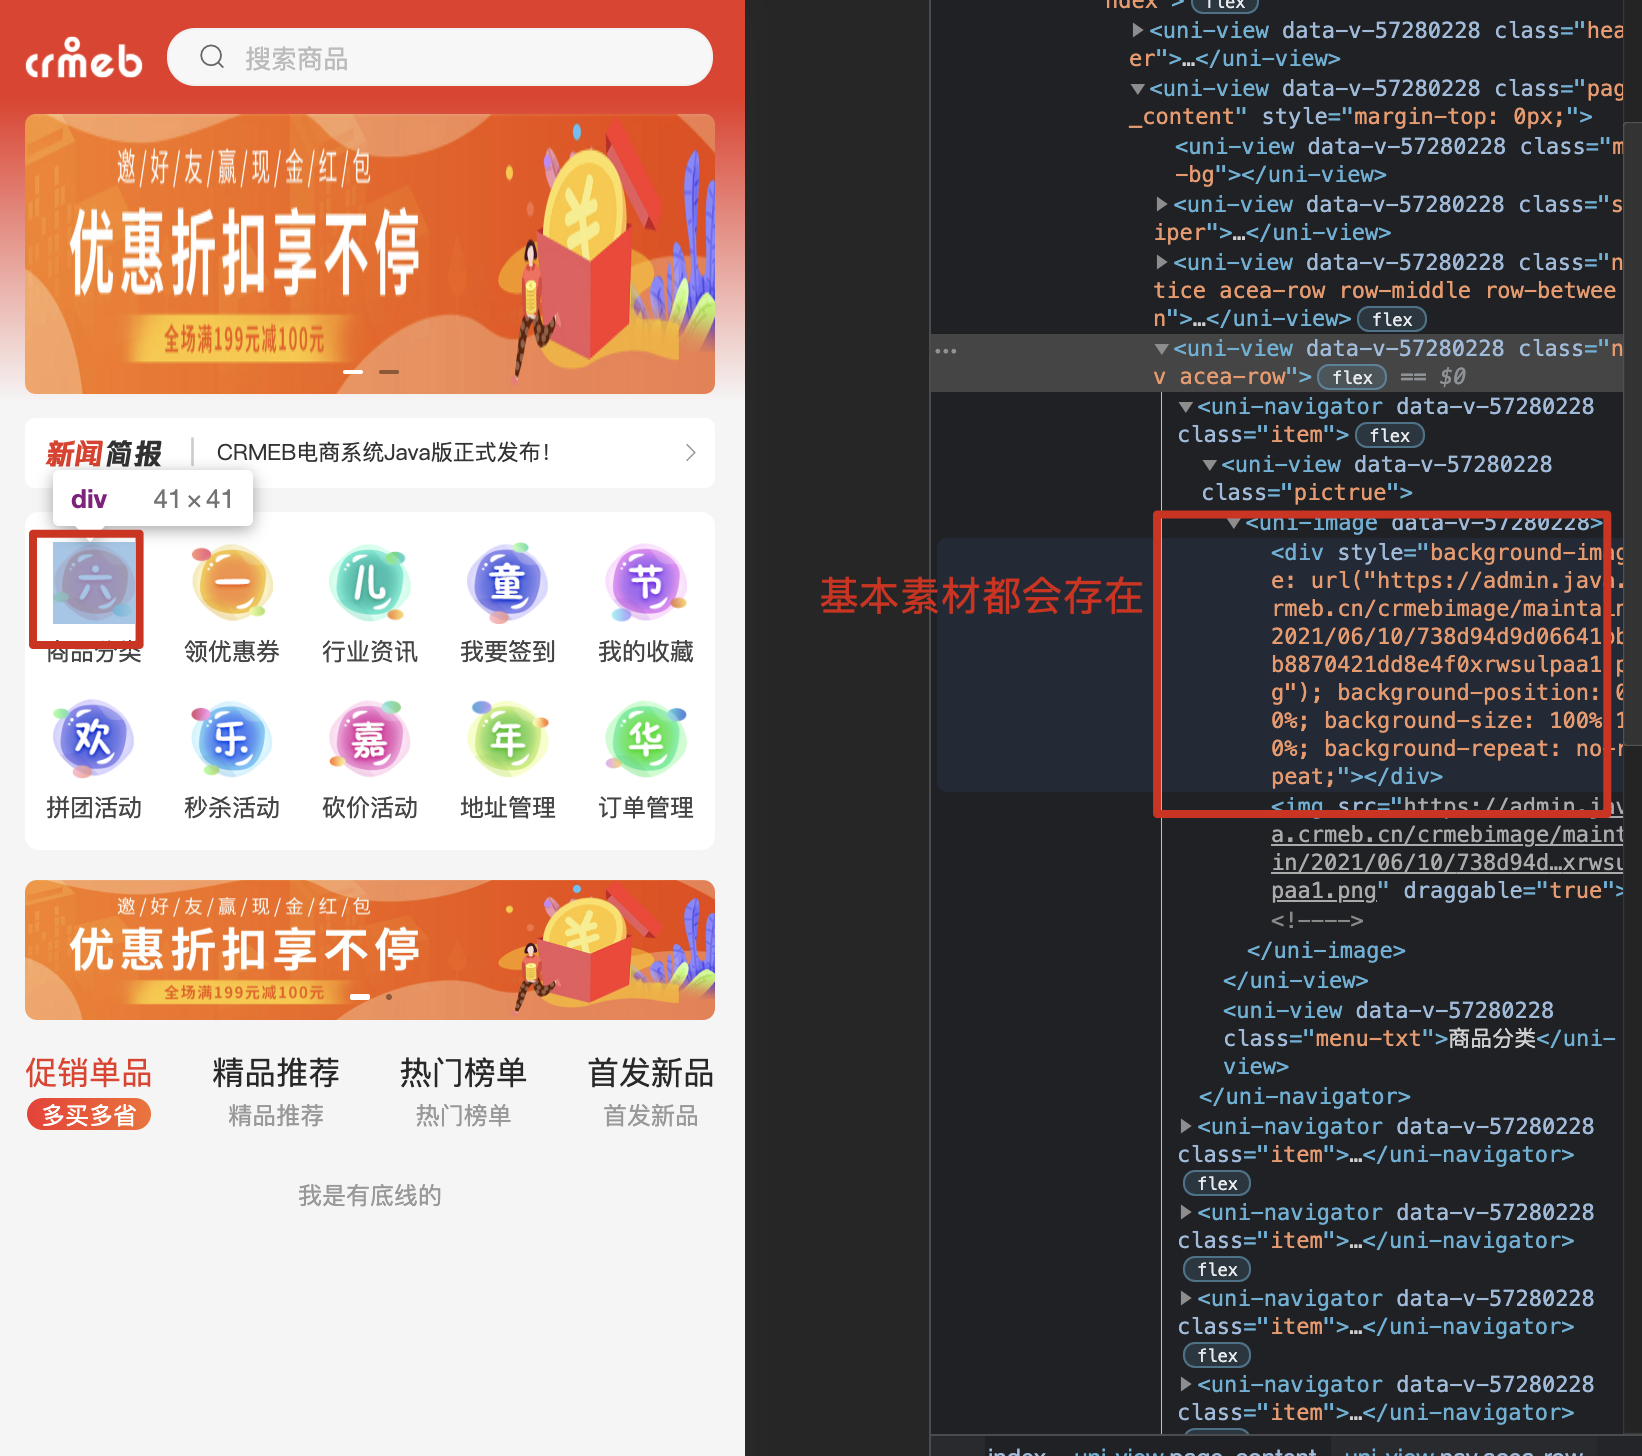 crmeb
搜索商品
邀/好/友/赢/现/金/红/包
优惠折扣享不停
全场满199元减100元
新闻简报
CRMEB电商系统Java版正式发布！
div 41×41
六
一
儿
童
节
商品分类
领优惠券
行业资讯
我要签到
我的收藏
欢
乐
嘉
年
华
拼团活动
秒杀活动
砍价活动
地址管理
订单管理
邀/好/友/赢/现/金/红/包
优惠折扣享不停
全场满199元减100元
促销单品
精品推荐
热门榜单
首发新品
多买多省
精品推荐
热门榜单
首发新品
我是有底线的
基本素材都会存在
ndex"> flex
<uni-view data-v-57280228 class="hea
er">…</uni-view>
<uni-view data-v-57280228 class="pag
_content" style="margin-top: 0px;">
<uni-view data-v-57280228 class="m
-bg"></uni-view>
<uni-view data-v-57280228 class="s
iper">…</uni-view>
<uni-view data-v-57280228 class="n
tice acea-row row-middle row-betwee
n">…</uni-view> flex
<uni-view data-v-57280228 class="n
v acea-row"> flex == $0
<uni-navigator data-v-57280228
class="item"> flex
<uni-view data-v-57280228
class="pictrue">
<uni-image data-v-57280228>
<div style="background-imag
e: url("https://admin.java.
rmeb.cn/crmebimage/maintain
2021/06/10/738d94d9d06641bb
b8870421dd8e4f0xrwsulpaa1.p
g"); background-position: 0
0%; background-size: 100% 1
0%; background-repeat: no-r
peat;"></div>
<img src="https://admin.jav
a.crmeb.cn/crmebimage/maint
in/2021/06/10/738d94d…xrwsu
paa1.png" draggable="true">
<!---->
</uni-image>
</uni-view>
<uni-view data-v-57280228
class="menu-txt">商品分类</uni-
view>
</uni-navigator>
<uni-navigator data-v-57280228
class="item">…</uni-navigator>
flex
<uni-navigator data-v-57280228
class="item">…</uni-navigator>
flex
<uni-navigator data-v-57280228
class="item">…</uni-navigator>
flex
<uni-navigator data-v-57280228
class="item">…</uni-navigator>
index uni-view.page_content uni-view.nav.acea-row